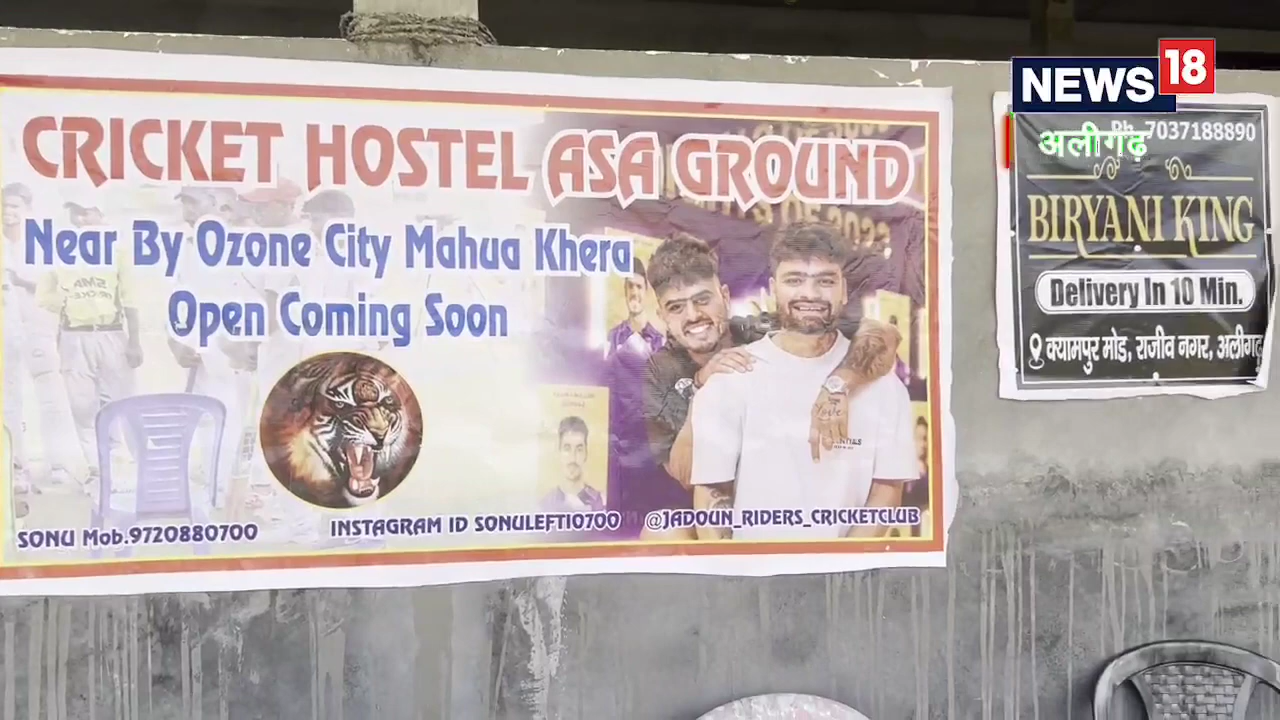 CRICKET HOSTEL ASA GROUND
Near By Ozone City Mahua Khera
Open Coming Soon
SONU Mob.9720880700
INSTAGRAM ID SONULEFT10700
@JADOUN_RIDERS_CRICKETCLUB
NEWS 18
अलीगढ़
Ph. 7037188890
BIRYANI KING
Delivery In 10 Min.
क्यामपुर मोड, राजीव नगर, अलीगढ़